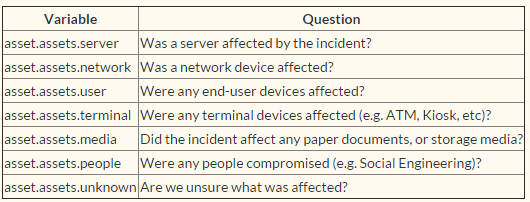 Variable Question
asset.assets.server Was a server affected by the incident?
asset.assets.network Was a network device affected?
asset.assets.user Were any end-user devices affected?
asset.assets.terminal Were any terminal devices affected (e.g. ATM, Kiosk, etc)?
asset.assets.media Did the incident affect any paper documents, or storage media?
asset.assets.people Were any people compromised (e.g. Social Engineering)?
asset.assets.unknown Are we unsure what was affected?